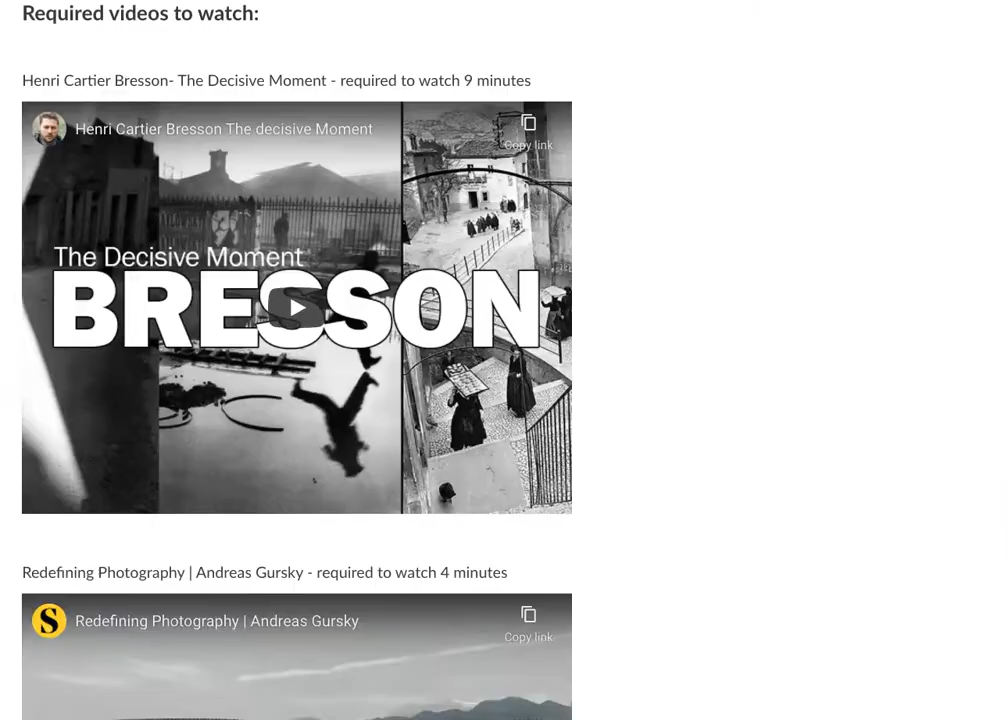 Required videos to watch:
Henri Cartier Bresson- The Decisive Moment - required to watch 9 minutes
Henri Cartier Bresson The decisive Moment
Copy link
The Decisive Moment
BRESSON
Redefining Photography | Andreas Gursky - required to watch 4 minutes
S
Redefining Photography | Andreas Gursky
Copy link